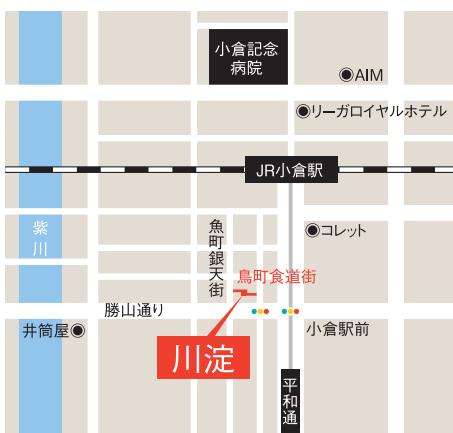 小倉記念
病院
AIM
リーガロイヤルホテル
JR小倉駅
紫川
魚町銀天街
コレット
鳥町食道街
勝山通り
井筒屋
小倉駅前
川淀
平和通